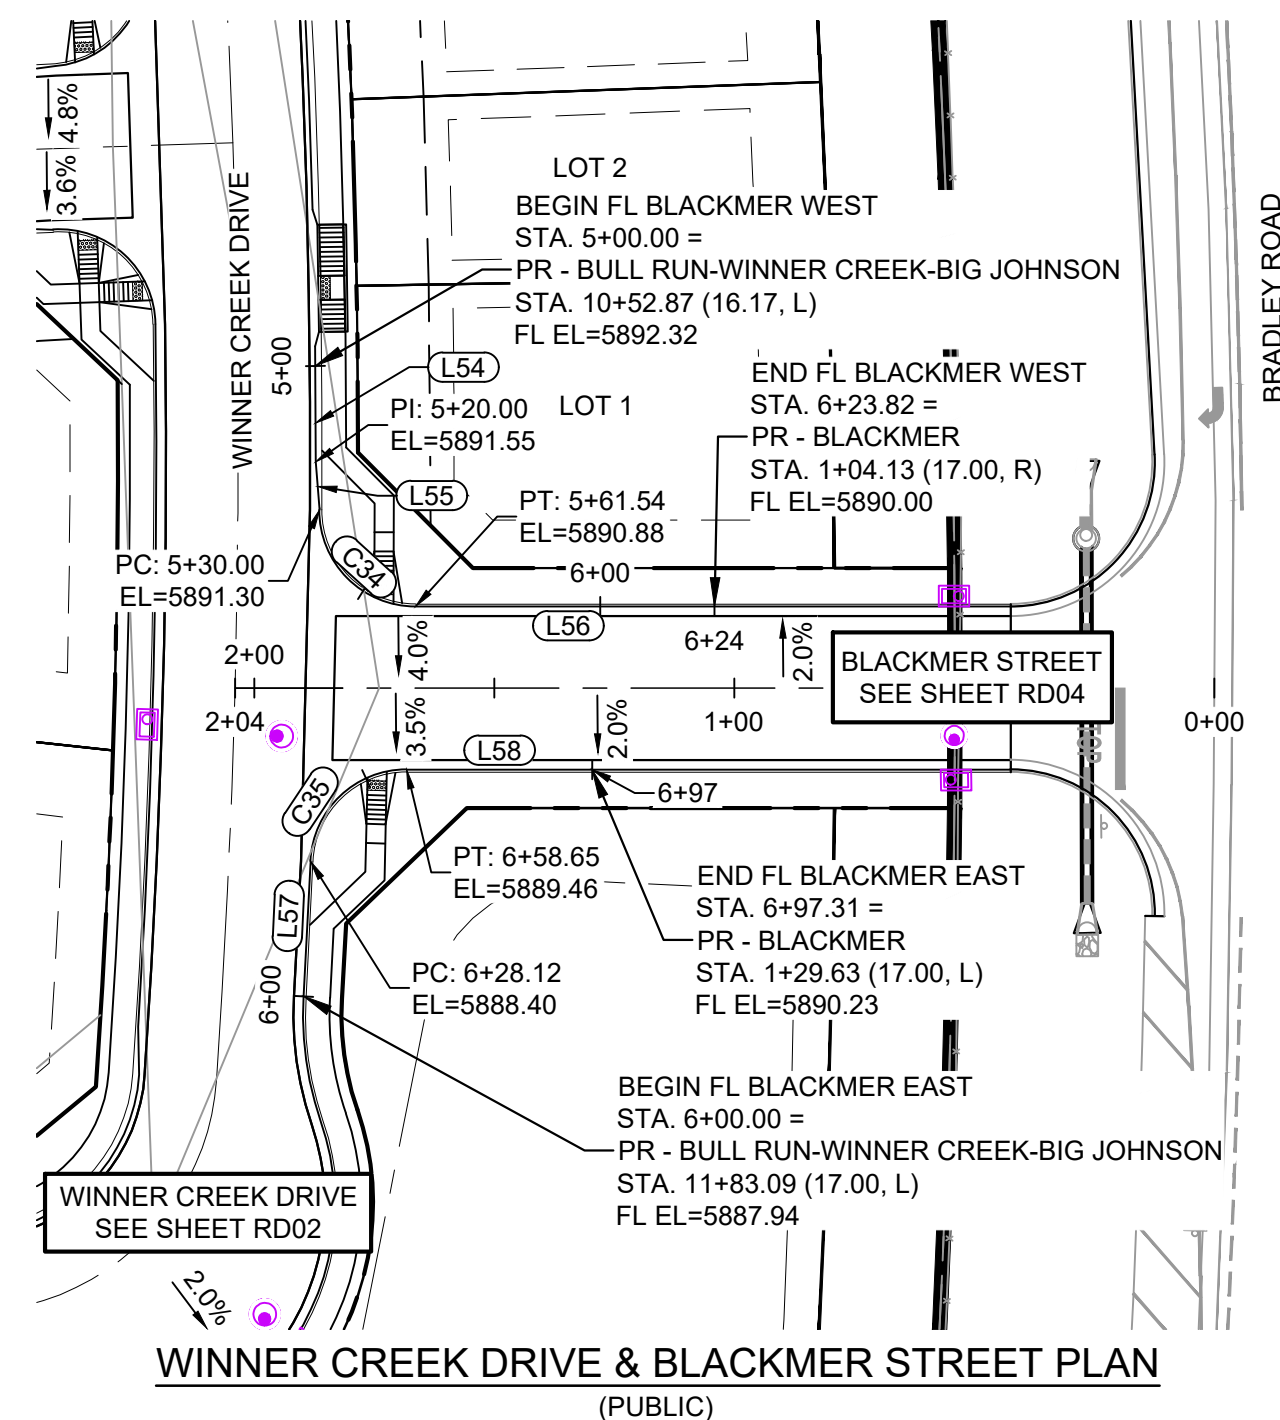 4.8%
3.6%
WINNER CREEK DRIVE
5+00
LOT 2
BEGIN FL BLACKMER WEST
STA. 5+00.00 =
PR - BULL RUN-WINNER CREEK-BIG JOHNSON
STA. 10+52.87 (16.17, L)
FL EL=5892.32
BRADLEY ROAD
L54
PI: 5+20.00
EL=5891.55
LOT 1
END FL BLACKMER WEST
STA. 6+23.82 =
PR - BLACKMER
STA. 1+04.13 (17.00, R)
FL EL=5890.00
L55
PT: 5+61.54
EL=5890.88
PC: 5+30.00
EL=5891.30
C34
6+00
L56
6+24
2.0%
4.0%
2+00
BLACKMER STREET
SEE SHEET RD04
2+04
3.5%
L58
2.0%
1+00
0+00
C35
6+97
PT: 6+58.65
EL=5889.46
END FL BLACKMER EAST
STA. 6+97.31 =
PR - BLACKMER
STA. 1+29.63 (17.00, L)
FL EL=5890.23
L57
6+00
PC: 6+28.12
EL=5888.40
BEGIN FL BLACKMER EAST
STA. 6+00.00 =
PR - BULL RUN-WINNER CREEK-BIG JOHNSON
STA. 11+83.09 (17.00, L)
FL EL=5887.94
WINNER CREEK DRIVE
SEE SHEET RD02
2.0%
WINNER CREEK DRIVE & BLACKMER STREET PLAN
(PUBLIC)